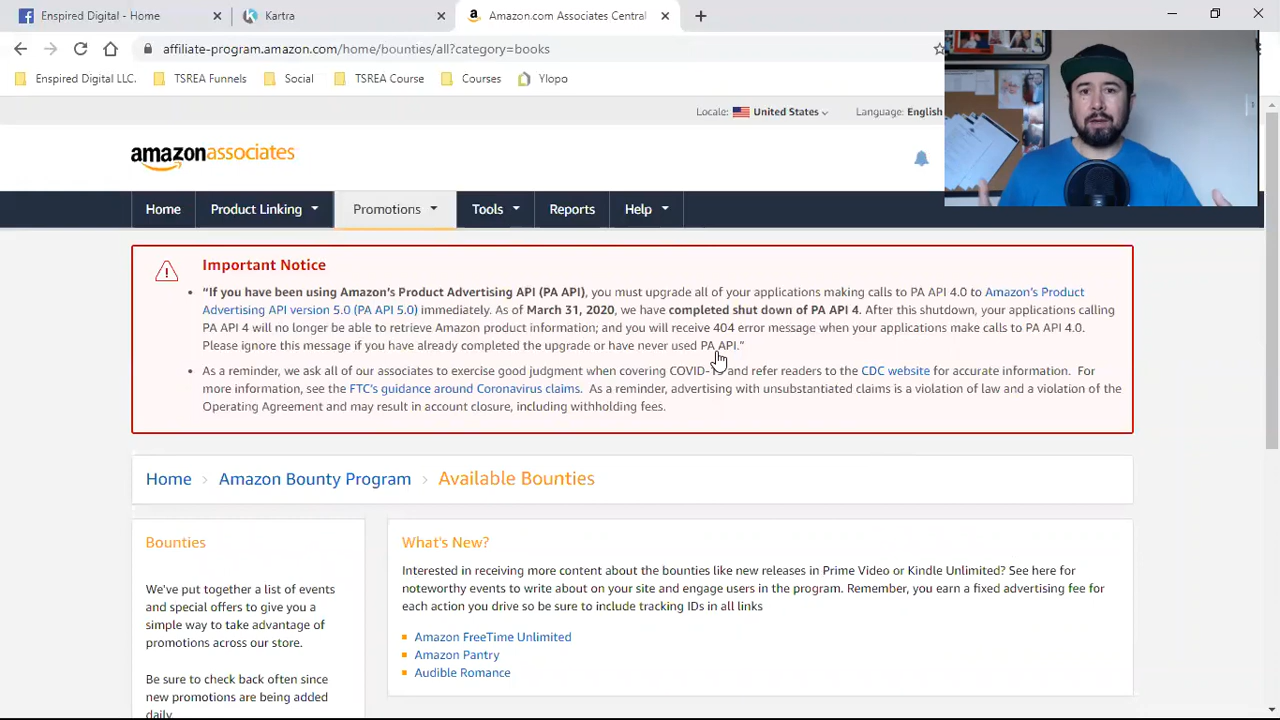 Enspired Digital - Home
Kartra
Amazon.com Associates Central
affiliate-program.amazon.com/home/bounties/all?category=books
Enspired Digital LLC.
TSREA Funnels
Social
TSREA Course
Courses
Ylopo
Locale: United States
Language: English
amazonassociates
Home
Product Linking
Promotions
Tools
Reports
Help
Important Notice
“If you have been using Amazon’s Product Advertising API (PA API), you must upgrade all of your applications making calls to PA API 4.0 to Amazon’s Product
Advertising API version 5.0 (PA API 5.0) immediately. As of March 31, 2020, we have completed shut down of PA API 4. After this shutdown, your applications calling
PA API 4 will no longer be able to retrieve Amazon product information; and you will receive 404 error message when your applications make calls to PA API 4.0.
Please ignore this message if you have already completed the upgrade or have never used PA API.”
As a reminder, we ask all of our associates to exercise good judgment when covering COVID- and refer readers to the CDC website for accurate information. For
more information, see the FTC’s guidance around Coronavirus claims. As a reminder, advertising with unsubstantiated claims is a violation of law and a violation of the
Operating Agreement and may result in account closure, including withholding fees.
Home > Amazon Bounty Program > Available Bounties
Bounties
We've put together a list of events
and special offers to give you a
simple way to take advantage of
promotions across our store.
Be sure to check back often since
new promotions are being added
daily.
What's New?
Interested in receiving more content about the bounties like new releases in Prime Video or Kindle Unlimited? See here for
noteworthy events to write about on your site and engage users in the program. Remember, you earn a fixed advertising fee for
each action you drive so be sure to include tracking IDs in all links
Amazon FreeTime Unlimited
Amazon Pantry
Audible Romance